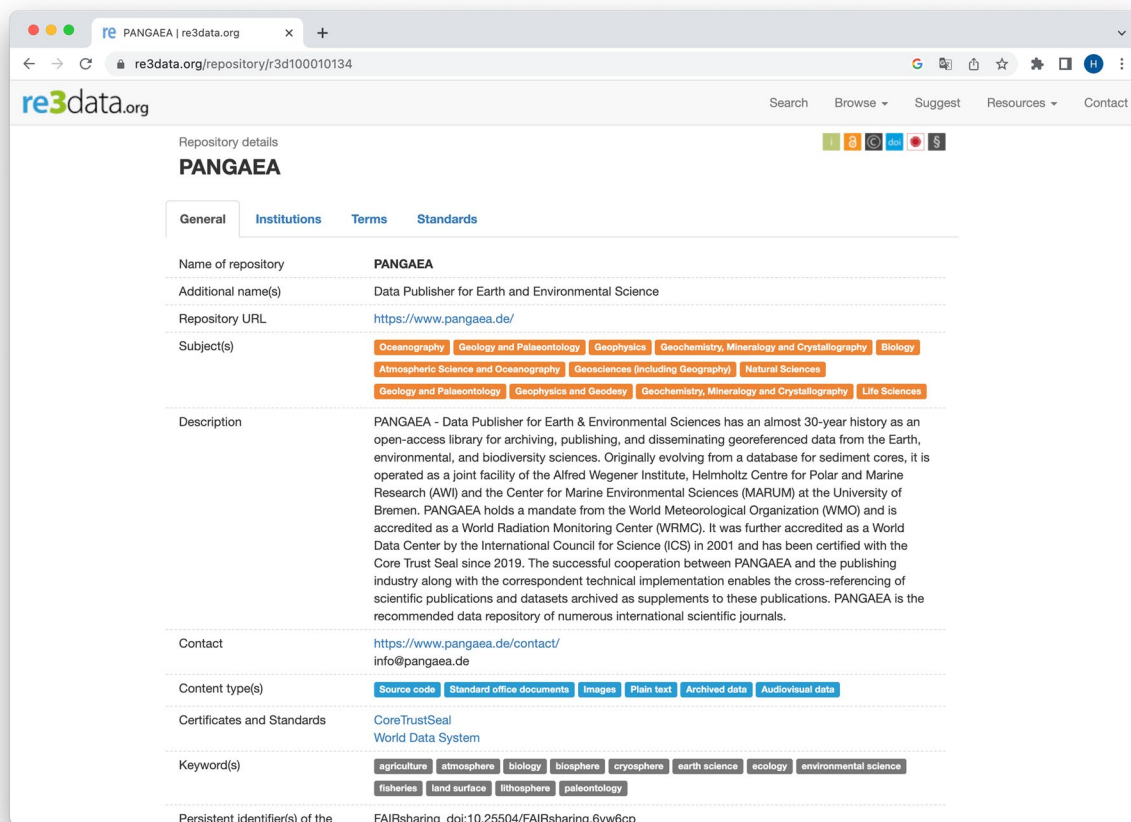 re PANGAEA | re3data.org
re3data.org/repository/r3d100010134
H
re3data.org
Search Browse Suggest Resources Contact
Repository details
i © doi §
PANGAEA
General Institutions Terms Standards
Name of repository PANGAEA
Additional name(s) Data Publisher for Earth and Environmental Science
Repository URL https://www.pangaea.de/
Subject(s) Oceanography Geology and Palaeontology Geophysics Geochemistry, Mineralogy and Crystallography Biology
Atmospheric Science and Oceanography Geosciences (including Geography) Natural Sciences
Geology and Palaeontology Geophysics and Geodesy Geochemistry, Mineralogy and Crystallography Life Sciences
Description PANGAEA - Data Publisher for Earth & Environmental Sciences has an almost 30-year history as an
open-access library for archiving, publishing, and disseminating georeferenced data from the Earth,
environmental, and biodiversity sciences. Originally evolving from a database for sediment cores, it is
operated as a joint facility of the Alfred Wegener Institute, Helmholtz Centre for Polar and Marine
Research (AWI) and the Center for Marine Environmental Sciences (MARUM) at the University of
Bremen. PANGAEA holds a mandate from the World Meteorological Organization (WMO) and is
accredited as a World Radiation Monitoring Center (WRMC). It was further accredited as a World
Data Center by the International Council for Science (ICS) in 2001 and has been certified with the
Core Trust Seal since 2019. The successful cooperation between PANGAEA and the publishing
industry along with the correspondent technical implementation enables the cross-referencing of
scientific publications and datasets archived as supplements to these publications. PANGAEA is the
recommended data repository of numerous international scientific journals.
Contact https://www.pangaea.de/contact/
info@pangaea.de
Content type(s) Source code Standard office documents Images Plain text Archived data Audiovisual data
Certificates and Standards CoreTrustSeal
World Data System
Keyword(s) agriculture atmosphere biology biosphere cryosphere earth science ecology environmental science
fisheries land surface lithosphere paleontology
Persistent identifier(s) of the FAIRsharing_doi:10.25504/FAIRsharing.6yw6cp